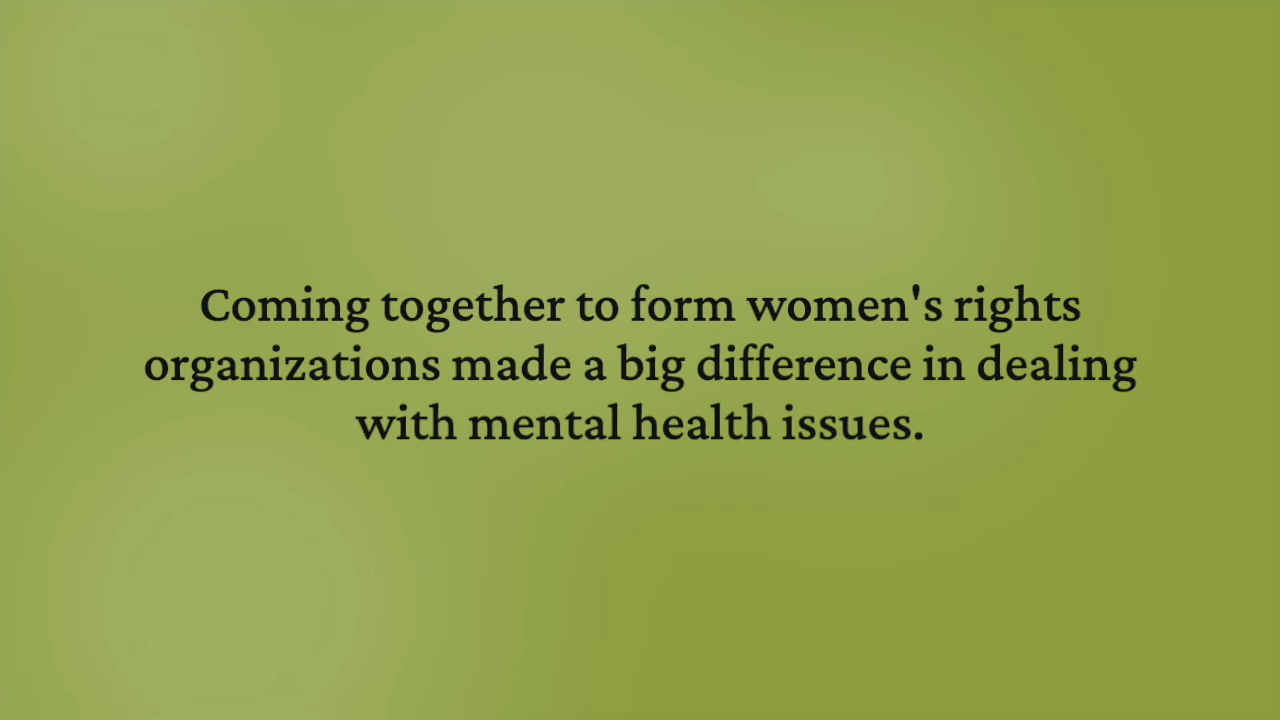 Coming together to form women's rights
organizations made a big difference in dealing
with mental health issues.